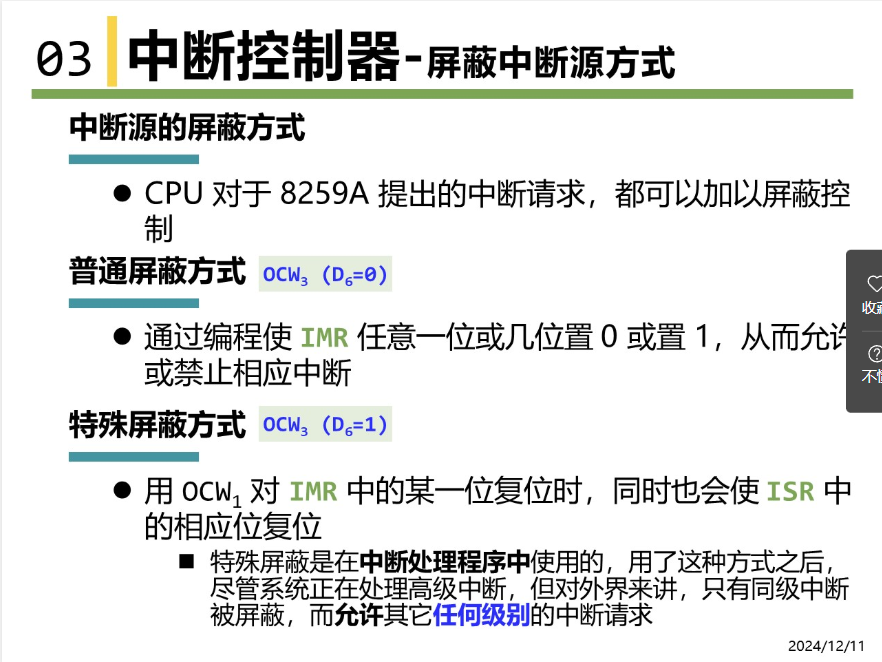 03 中断控制器-屏蔽中断源方式
中断源的屏蔽方式
● CPU 对于 8259A 提出的中断请求，都可以加以屏蔽控
制
普通屏蔽方式 OCW3 (D6=0)
● 通过编程使 IMR 任意一位或几位置 0 或置 1，从而允许
或禁止相应中断
收藏
不懂
特殊屏蔽方式 OCW3 (D6=1)
● 用 OCW1 对 IMR 中的某一位复位时，同时也会使 ISR 中
的相应位复位
■ 特殊屏蔽是在中断处理程序中使用的，用了这种方式之后，
尽管系统正在处理高级中断，但对外界来讲，只有同级中断
被屏蔽，而允许其它任何级别的中断请求
2024/12/11